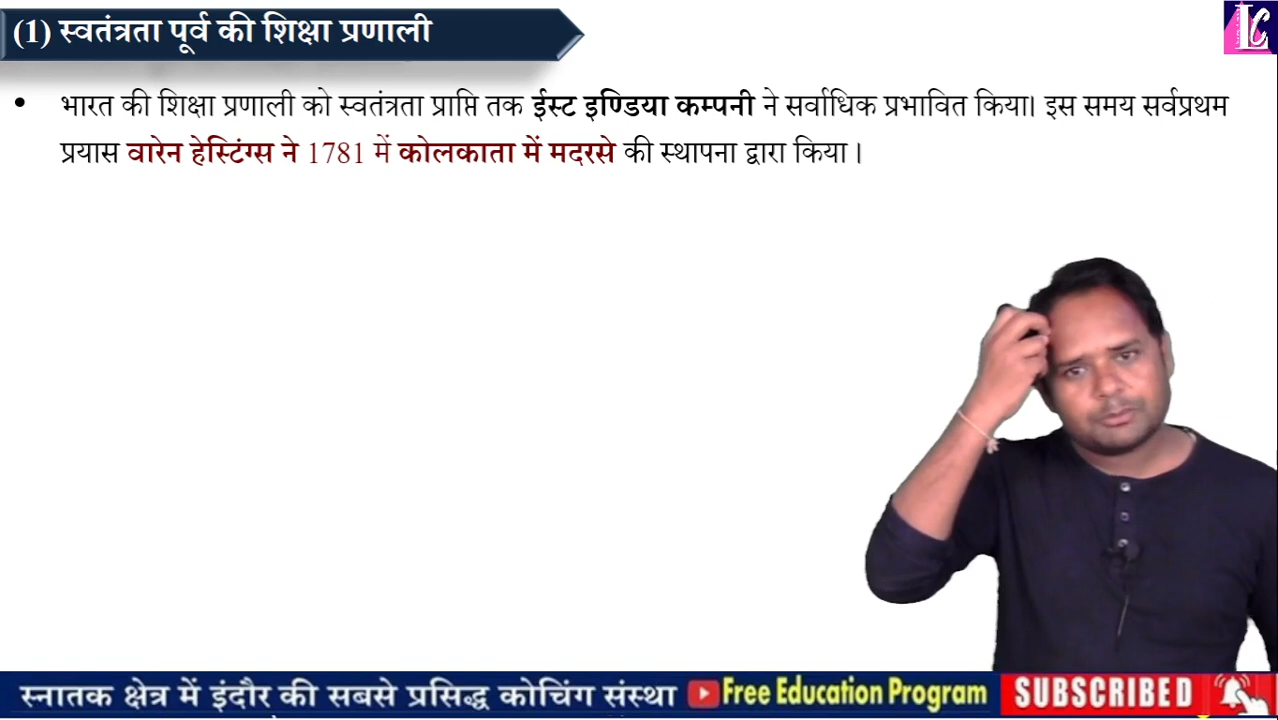 (1) स्वतंत्रता पूर्व की शिक्षा प्रणाली
LC
• भारत की शिक्षा प्रणाली को स्वतंत्रता प्राप्ति तक ईस्ट इण्डिया कम्पनी ने सर्वाधिक प्रभावित किया। इस समय सर्वप्रथम
प्रयास वारेन हेस्टिंग्स ने 1781 में कोलकाता में मदरसे की स्थापना द्वारा किया।
स्नातक क्षेत्र में इंदौर की सबसे प्रसिद्ध कोचिंग संस्था Free Education Program SUBSCRIBED